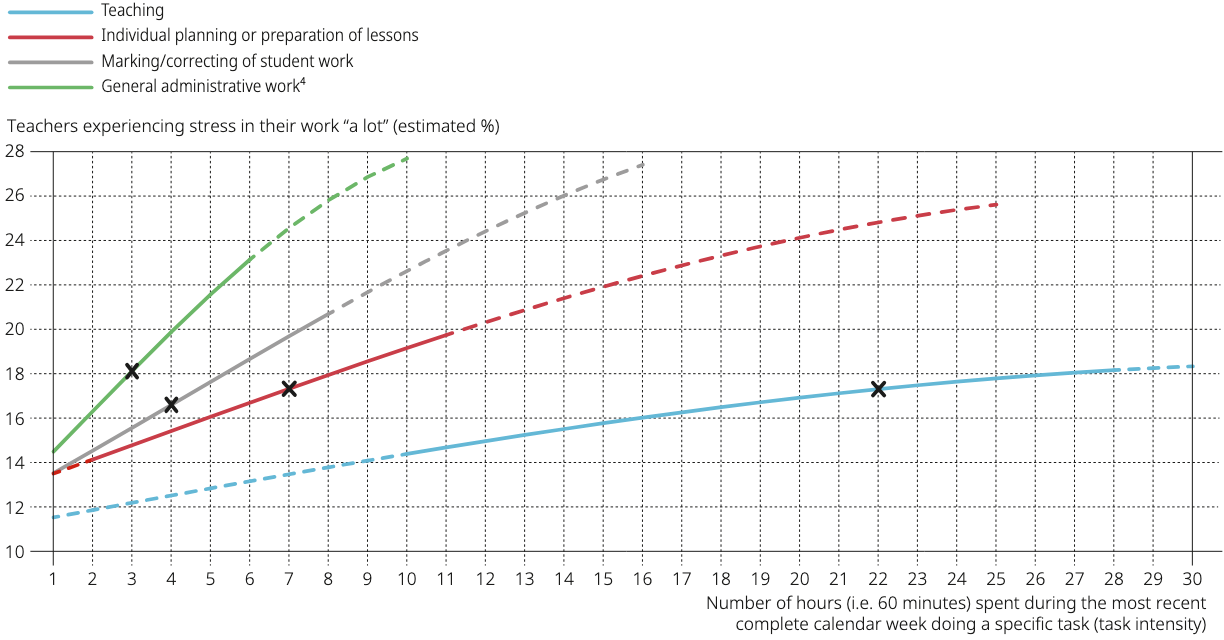 Teaching
Individual planning or preparation of lessons
Marking/correcting of student work
General administrative work⁴
Teachers experiencing stress in their work “a lot” (estimated %)
28
26
24
22
20
18
16
14
12
10
1 2 3 4 5 6 7 8 9 10 11 12 13 14 15 16 17 18 19 20 21 22 23 24 25 26 27 28 29 30
Number of hours (i.e. 60 minutes) spent during the most recent
complete calendar week doing a specific task (task intensity)